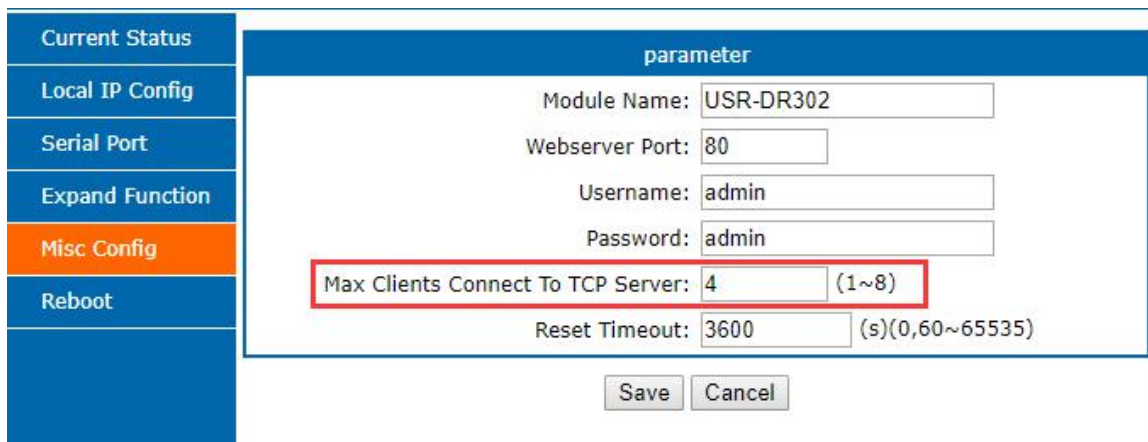 Current Status
Local IP Config
Serial Port
Expand Function
Misc Config
Reboot
parameter
Module Name: USR-DR302
Webserver Port: 80
Username: admin
Password: admin
Max Clients Connect To TCP Server: 4 (1~8)
Reset Timeout: 3600 (s)(0,60~65535)
Save Cancel